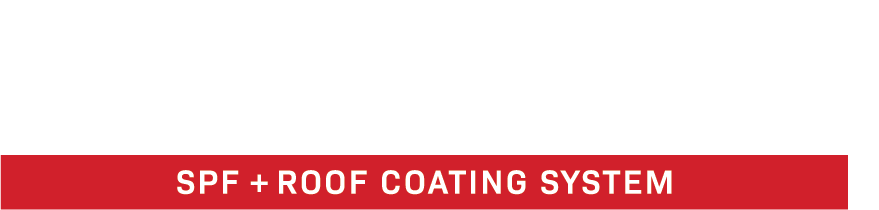 SPF + ROOF COATING SYSTEM